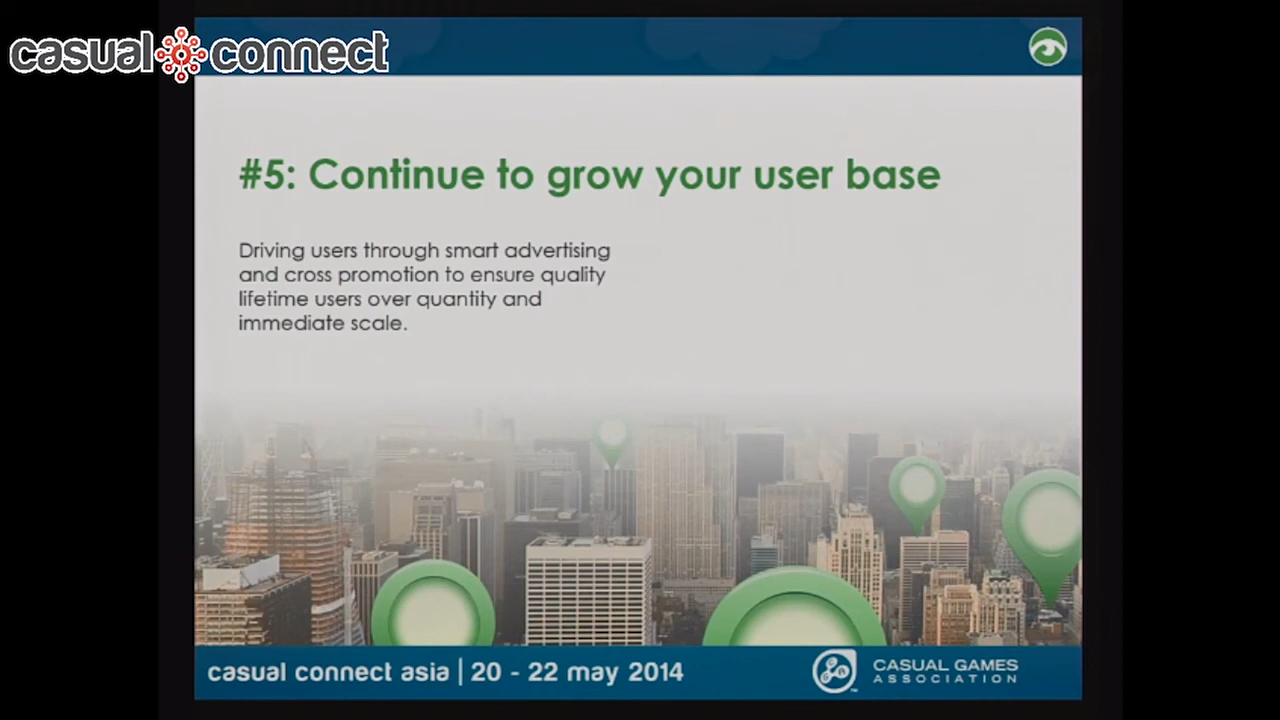 casual connect
#5: Continue to grow your user base
Driving users through smart advertising
and cross promotion to ensure quality
lifetime users over quantity and
immediate scale.
casual connect asia | 20 - 22 may 2014
CASUAL GAMES
ASSOCIATION